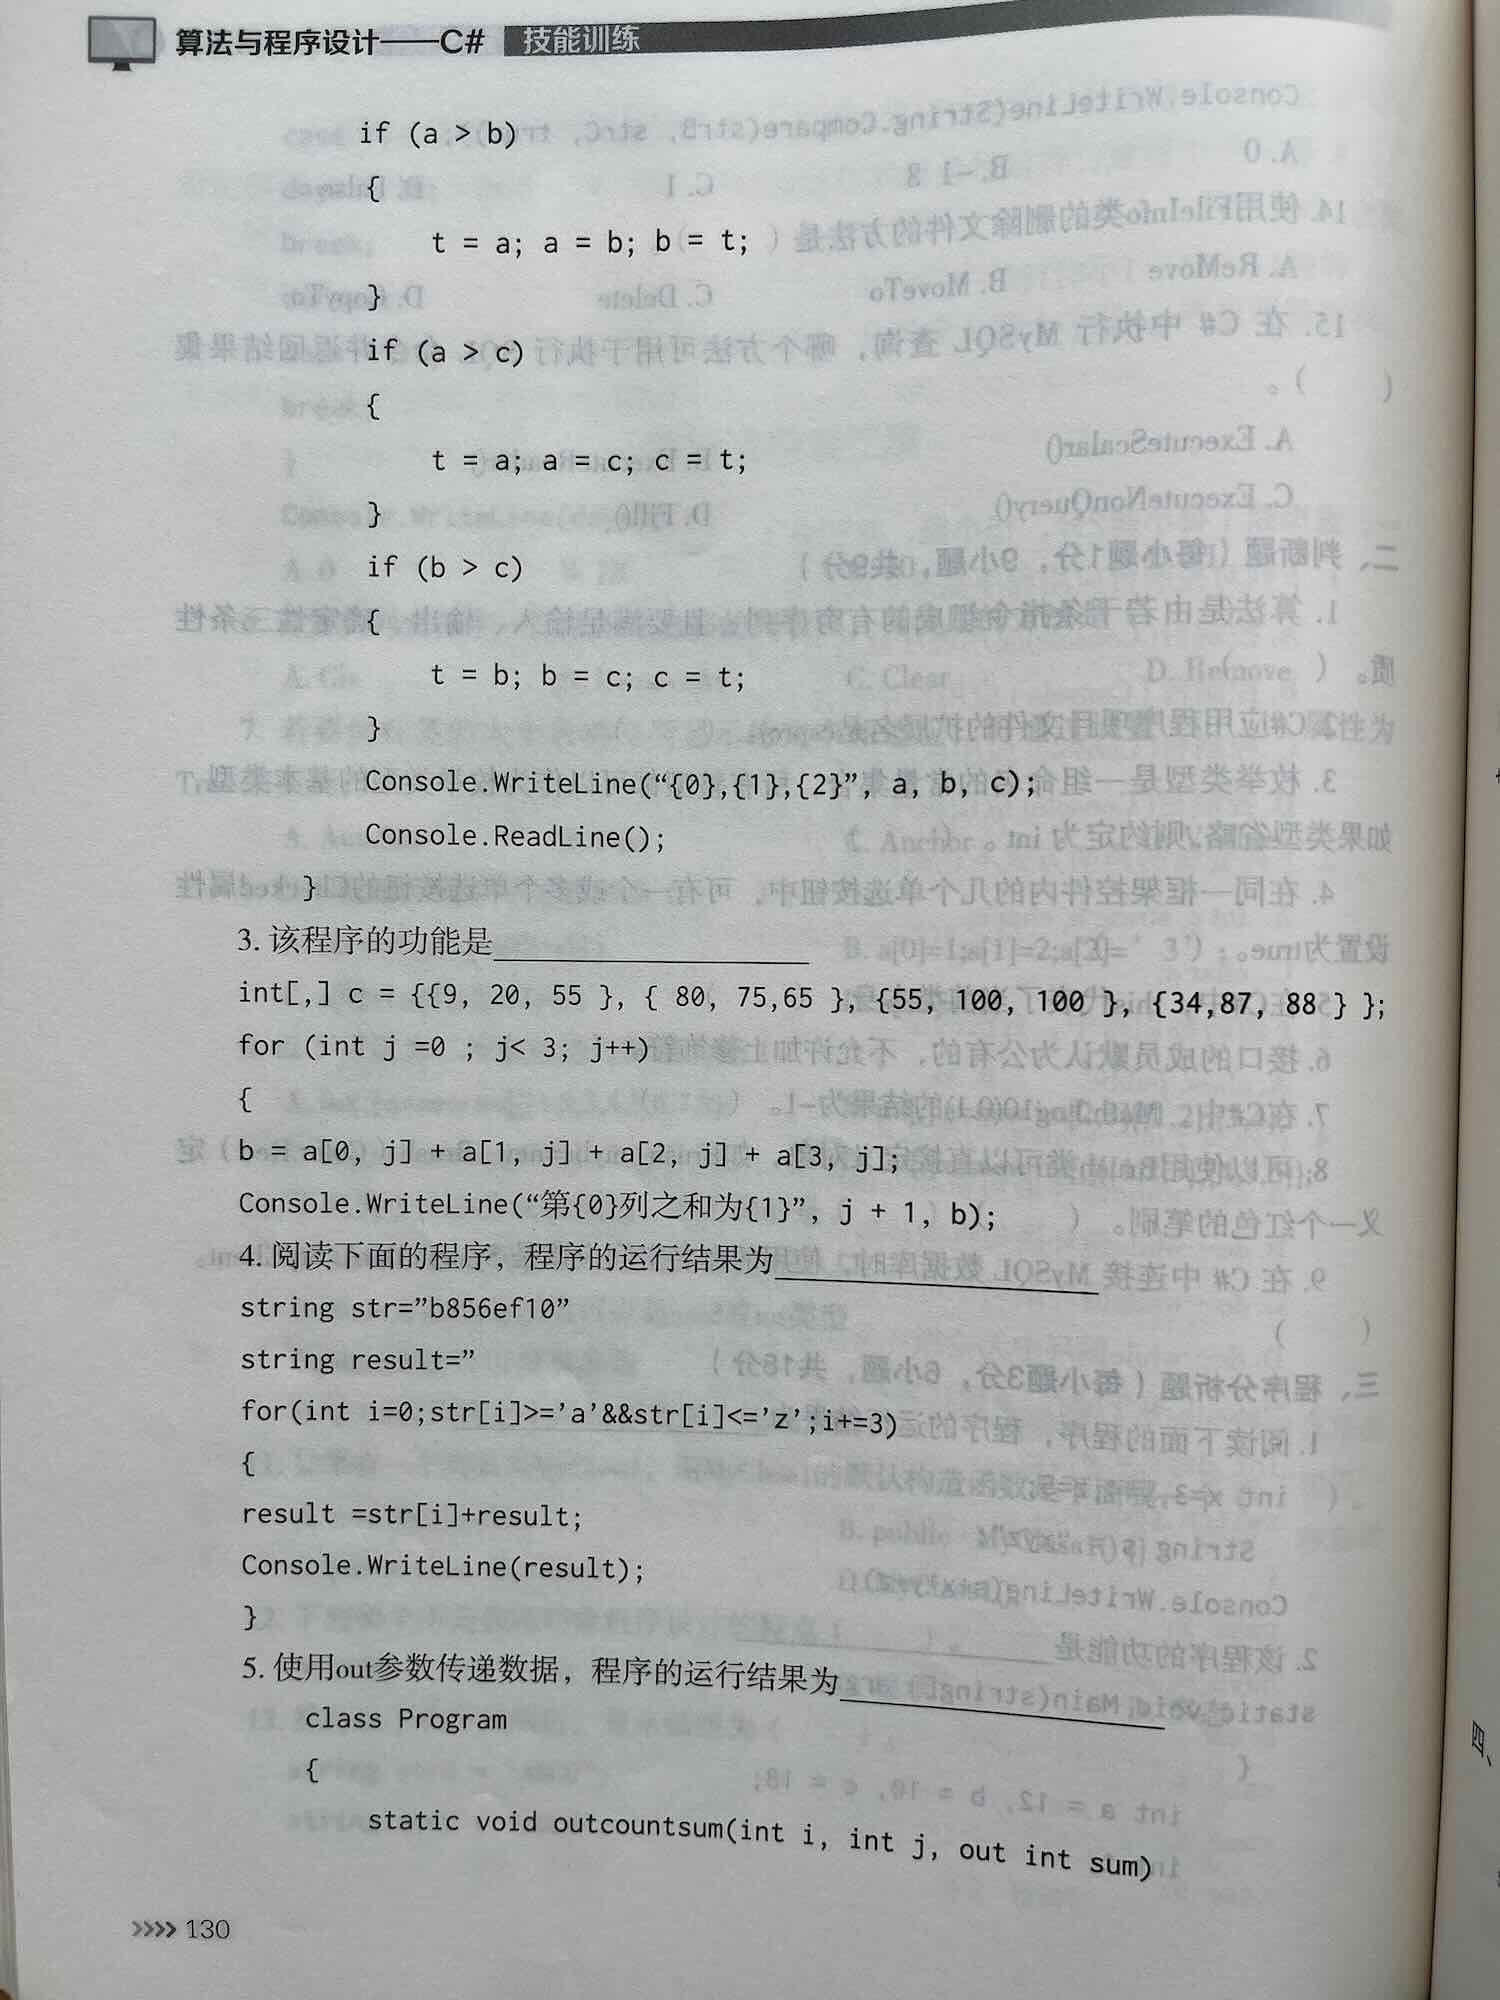 算法与程序设计——C# 技能训练
if (a > b)
{
t = a; a = b; b = t;
}
if (a > c)
{
t = a; a = c; c = t;
}
if (b > c)
{
t = b; b = c; c = t;
}
Console.WriteLine(“{0},{1},{2}”, a, b, c);
Console.ReadLine();
}
3. 该程序的功能是
int[,] c = {{9, 20, 55 }, { 80, 75,65 }, {55, 100, 100 }, {34,87, 88 } };
for (int j =0 ; j< 3; j++)
{
b = a[0, j] + a[1, j] + a[2, j] + a[3, j];
Console.WriteLine(“第{0}列之和为{1}”, j + 1, b);
4. 阅读下面的程序，程序的运行结果为
string str=”b856ef10”
string result=”
for(int i=0;str[i]>=’a’&&str[i]<=’z’;i+=3)
{
result =str[i]+result;
Console.WriteLine(result);
}
5. 使用out参数传递数据，程序的运行结果为
class Program
{
static void outcountsum(int i, int j, out int sum)
>>>> 130
四、